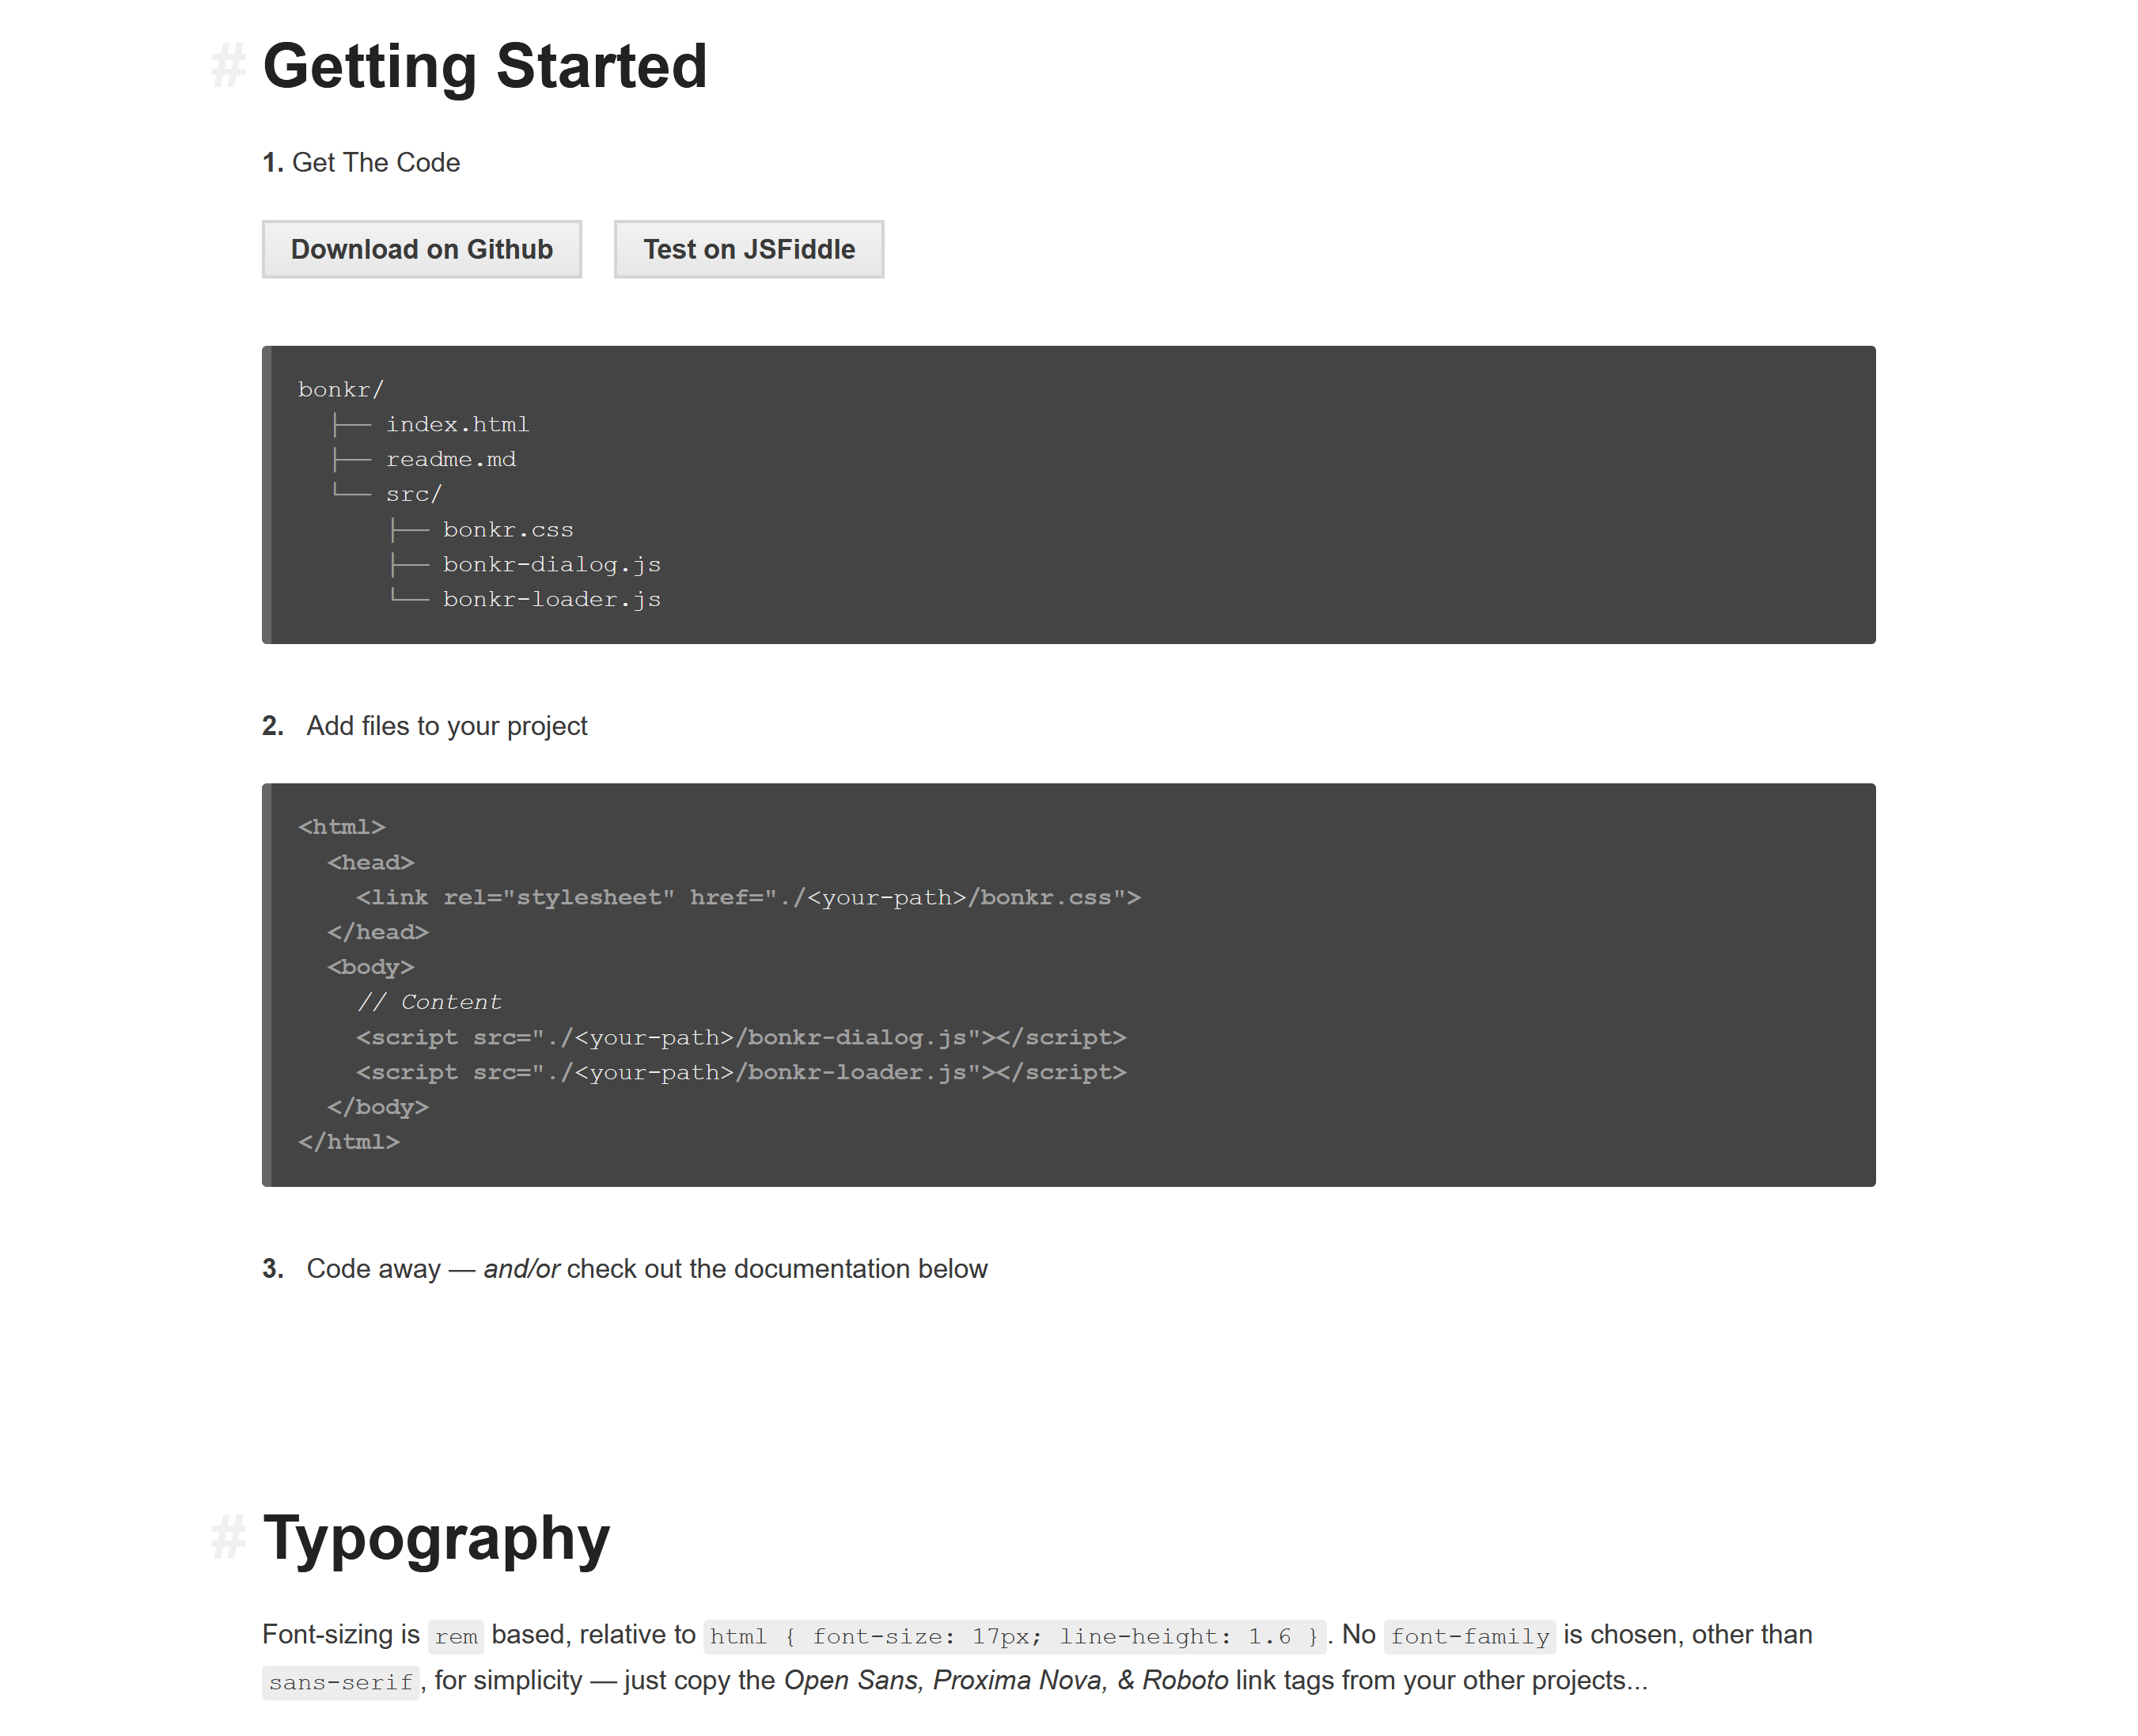 # Getting Started
1. Get The Code
Download on Github Test on JSFiddle
bonkr/
├── index.html
├── readme.md
└── src/
├── bonkr.css
├── bonkr-dialog.js
└── bonkr-loader.js
2. Add files to your project
<html>
<head>
<link rel="stylesheet" href="./<your-path>/bonkr.css">
</head>
<body>
// Content
<script src="./<your-path>/bonkr-dialog.js"></script>
<script src="./<your-path>/bonkr-loader.js"></script>
</body>
</html>
3. Code away — and/or check out the documentation below
# Typography
Font-sizing is rem based, relative to html { font-size: 17px; line-height: 1.6 }. No font-family is chosen, other than
sans-serif, for simplicity — just copy the Open Sans, Proxima Nova, & Roboto link tags from your other projects...